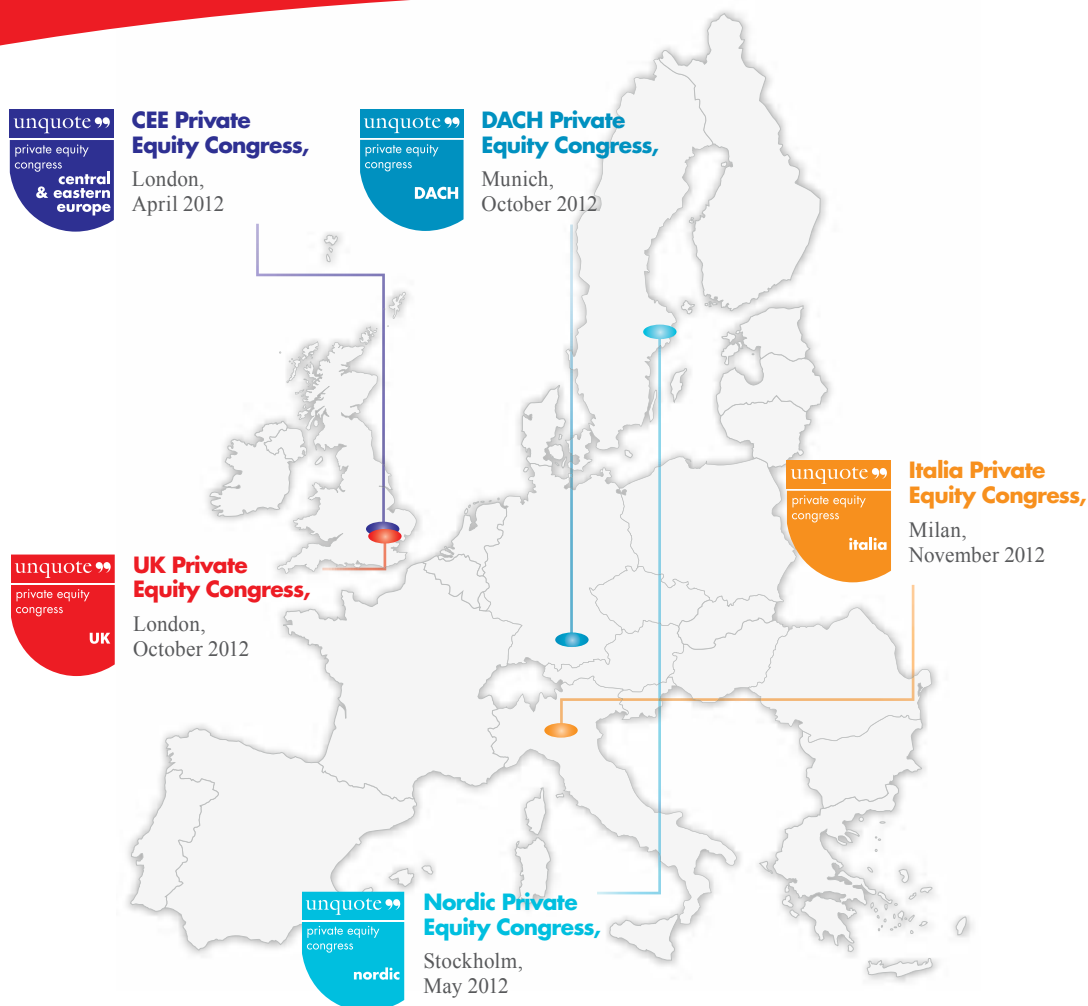 unquote ”
private equity
congress
central
& eastern
europe
CEE Private
Equity Congress,
London,
April 2012
unquote ”
private equity
congress
DACH
DACH Private
Equity Congress,
Munich,
October 2012
unquote ”
private equity
congress
italia
Italia Private
Equity Congress,
Milan,
November 2012
unquote ”
private equity
congress
UK
UK Private
Equity Congress,
London,
October 2012
unquote ”
private equity
congress
nordic
Nordic Private
Equity Congress,
Stockholm,
May 2012